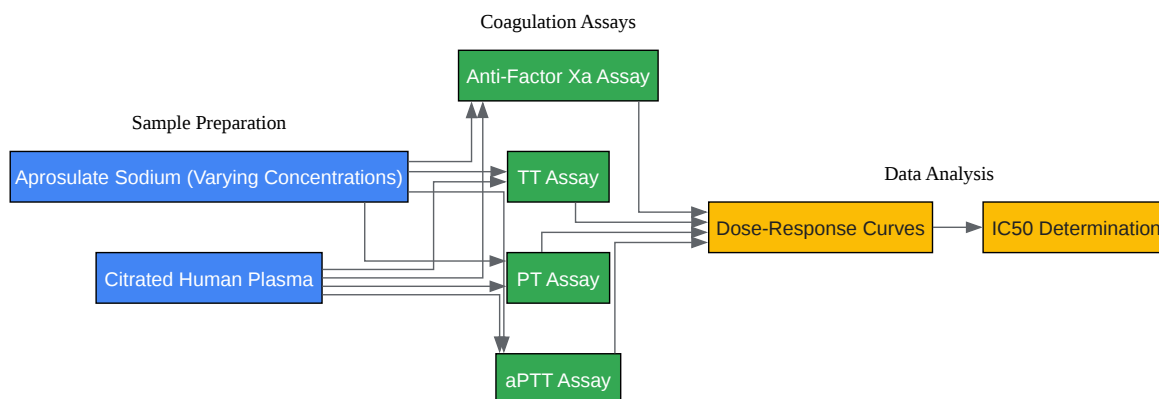 Coagulation Assays
Anti-Factor Xa Assay
Sample Preparation
Aprosulate Sodium (Varying Concentrations)
TT Assay
Data Analysis
Dose-Response Curves
IC50 Determination
Citrated Human Plasma
PT Assay
aPTT Assay